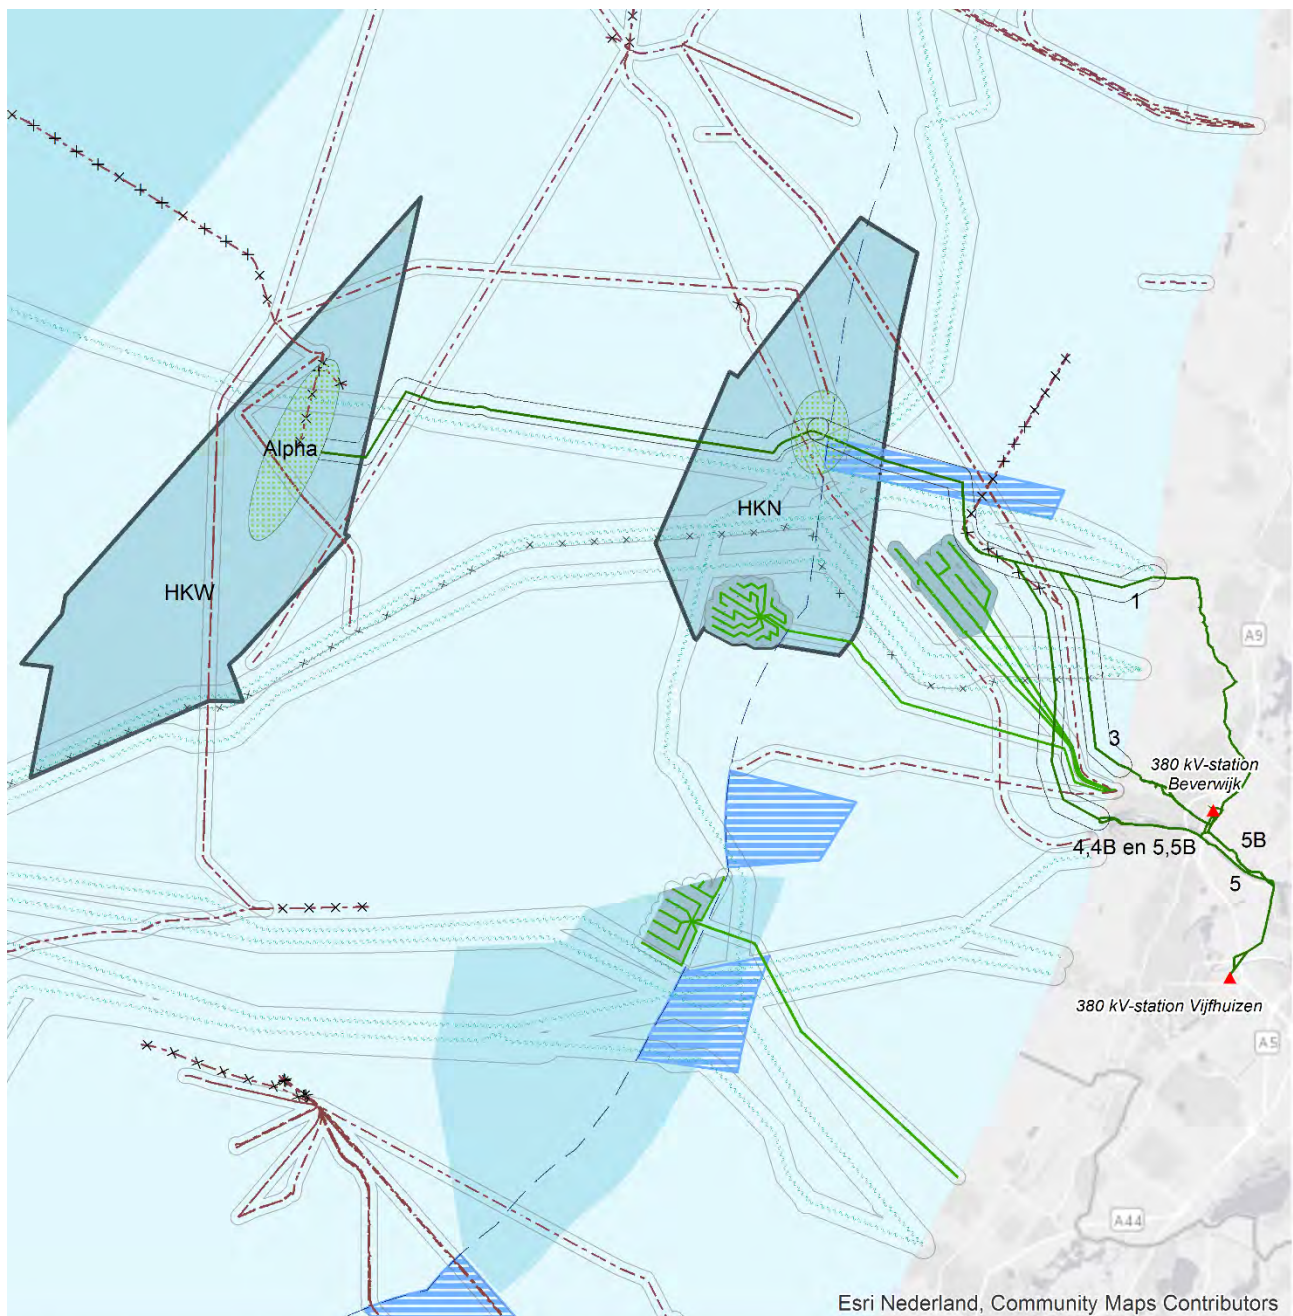 Alpha
HKN
HKW
1
A9
3
380 kV-station
Beverwijk
4,4B en 5,5B
5B
5
380 kV-station Vijfhuizen
A5
A44
Esri Nederland, Community Maps Contributors